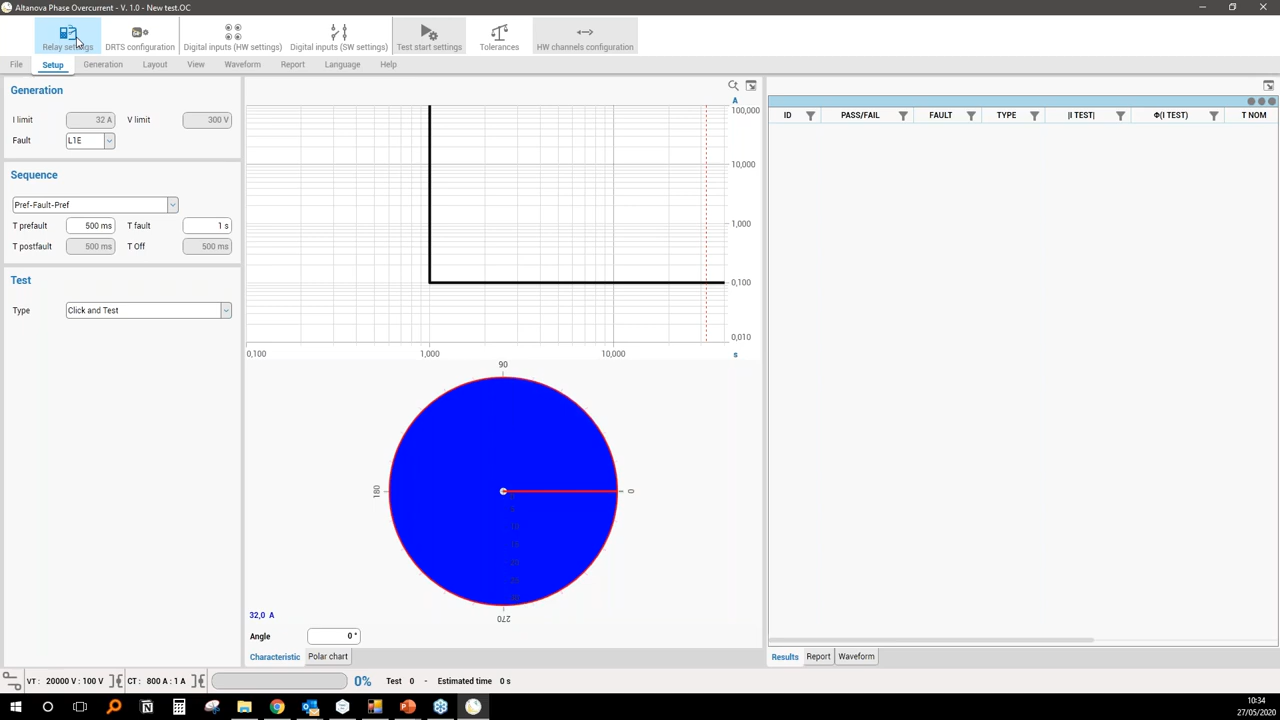 Altanova Phase Overcurrent - V. 1.0 - New test.OC
Relay settings DRTS configuration Digital inputs (HW settings) Digital inputs (SW settings) Test start settings Tolerances HW channels configuration
File Setup Generation Layout View Waveform Report Language Help
Generation
I limit 32 A V limit 300 V
Fault L1E
Sequence
Pref-Fault-Pref
T prefault 500 ms T fault 1 s
T postfault 500 ms T Off 500 ms
Test
Type Click and Test
A
100,000
10,000
1,000
0,100
0,010
0,100 1,000 10,000 s
90
180
0
270
5
10
15
20
32,0 A
Angle 0 °
Characteristic Polar chart
ID PASS/FAIL FAULT TYPE |I TEST| Φ(I TEST) T NOM
Results Report Waveform
VT : 20000 V : 100 V CT : 800 A : 1 A 0% Test 0 - Estimated time 0 s
10:34
27/05/2020